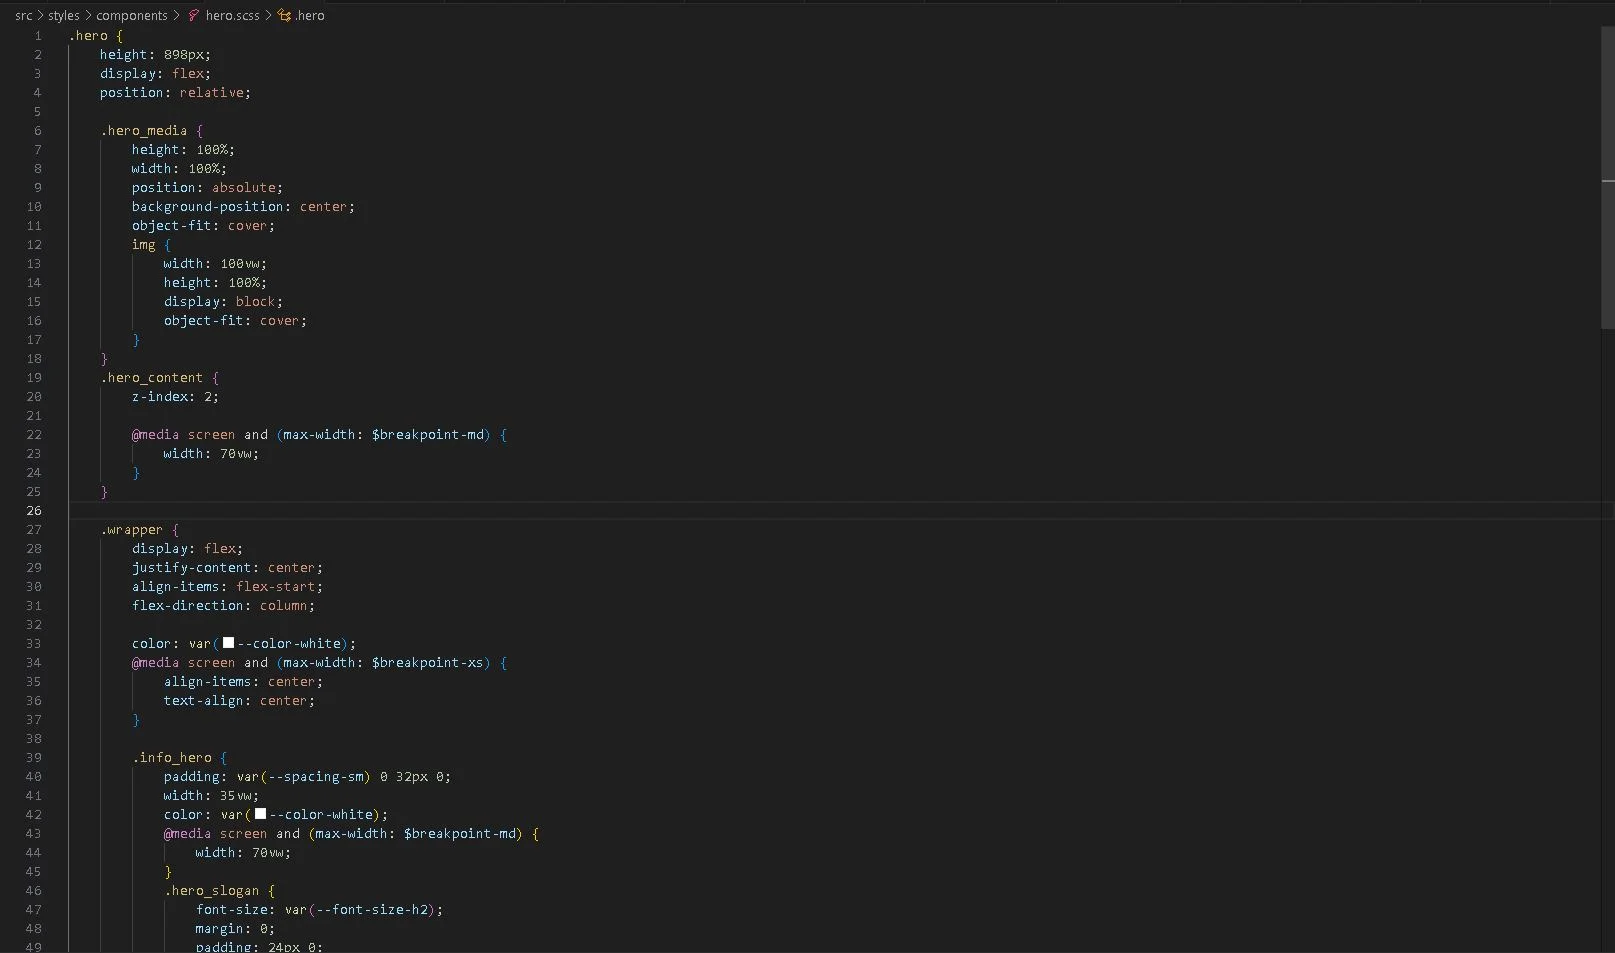 src > styles > components > hero.scss > .hero
1 .hero {
2 height: 898px;
3 display: flex;
4 position: relative;
5
6 .hero_media {
7 height: 100%;
8 width: 100%;
9 position: absolute;
10 background-position: center;
11 object-fit: cover;
12 img {
13 width: 100vw;
14 height: 100%;
15 display: block;
16 object-fit: cover;
17 }
18 }
19 .hero_content {
20 z-index: 2;
21
22 @media screen and (max-width: $breakpoint-md) {
23 width: 70vw;
24 }
25 }
26
27 .wrapper {
28 display: flex;
29 justify-content: center;
30 align-items: flex-start;
31 flex-direction: column;
32
33 color: var(--color-white);
34 @media screen and (max-width: $breakpoint-xs) {
35 align-items: center;
36 text-align: center;
37 }
38
39 .info_hero {
40 padding: var(--spacing-sm) 0 32px 0;
41 width: 35vw;
42 color: var(--color-white);
43 @media screen and (max-width: $breakpoint-md) {
44 width: 70vw;
45 }
46 .hero_slogan {
47 font-size: var(--font-size-h2);
48 margin: 0;
49 padding: 24px 0;